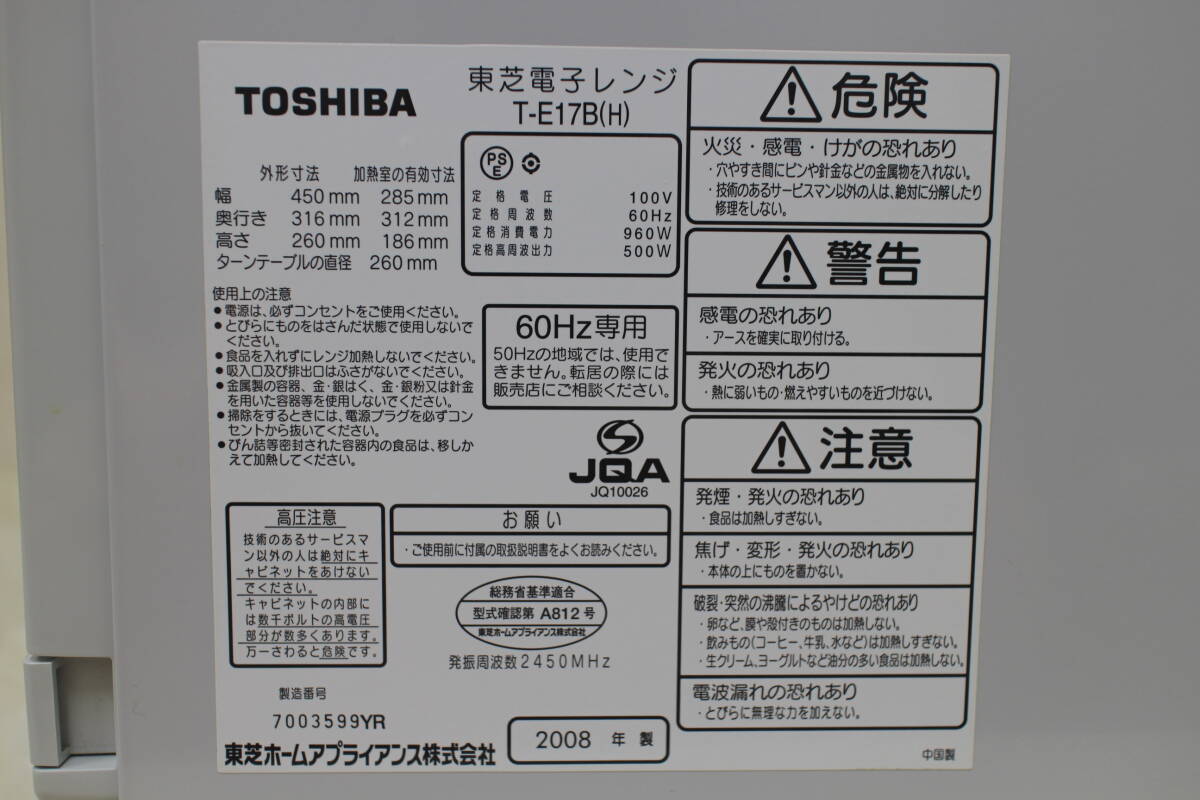 TOSHIBA
東芝電子レンジ
T-E17B(H)
外形寸法 加熱室の有効寸法
幅 450 mm 285 mm
奥行き 316 mm 312 mm
高さ 260 mm 186 mm
ターンテーブルの直径 260 mm
PS
E
定格電圧 100V
定格周波数 60Hz
定格消費電力 960W
定格高周波出力 500W
使用上の注意
●電源は、必ずコンセントをご使用ください。
●とびらにものをはさんだ状態で使用しないで
ください。
●食品を入れずにレンジ加熱しないでください。
●吸入口及び排出口はふさがないでください。
●金属製の容器、金・銀はく、金・銀粉又は針金
を用いた容器等を使用しないでください。
●掃除をするときには、電源プラグを必ずコン
セントから抜いてください。
●びん詰等密封された容器内の食品は、移しか
えて加熱してください。
60Hz専用
50Hzの地域では、使用で
きません。転居の際には
販売店にご相談ください。
JQA
JQ10026
高圧注意
技術のあるサービスマ
ン以外の人は絶対にキ
ャビネットをあけない
でください。
キャビネットの内部に
は数千ボルトの高電圧
部分が数多くあります。
万一さわると危険です。
お願い
・ご使用前に付属の取扱説明書をよくお読みください。
総務省基準適合
型式確認第 A812 号
東芝ホームアプライアンス株式会社
発振周波数2450MHz
製造番号
7003599YR
東芝ホームアプライアンス株式会社
2008 年 製
危険
火災・感電・けがの恐れあり
・穴やすき間にピンや針金などの金属物を入れない。
・技術のあるサービスマン以外の人は、絶対に分解したり
修理をしない。
警告
感電の恐れあり
・アースを確実に取り付ける。
発火の恐れあり
・熱に弱いもの・燃えやすいものを近づけない。
注意
発煙・発火の恐れあり
・食品は加熱しすぎない。
焦げ・変形・発火の恐れあり
・本体の上にものを置かない。
破裂・突然の沸騰によるやけどの恐れあり
・卵など、膜や殻付きのものは加熱しない。
・飲みもの(コーヒー、牛乳、水など)は加熱しすぎない。
・生クリーム、ヨーグルトなど油分の多い食品は加熱しない。
電波漏れの恐れあり
・とびらに無理な力を加えない。
中国製